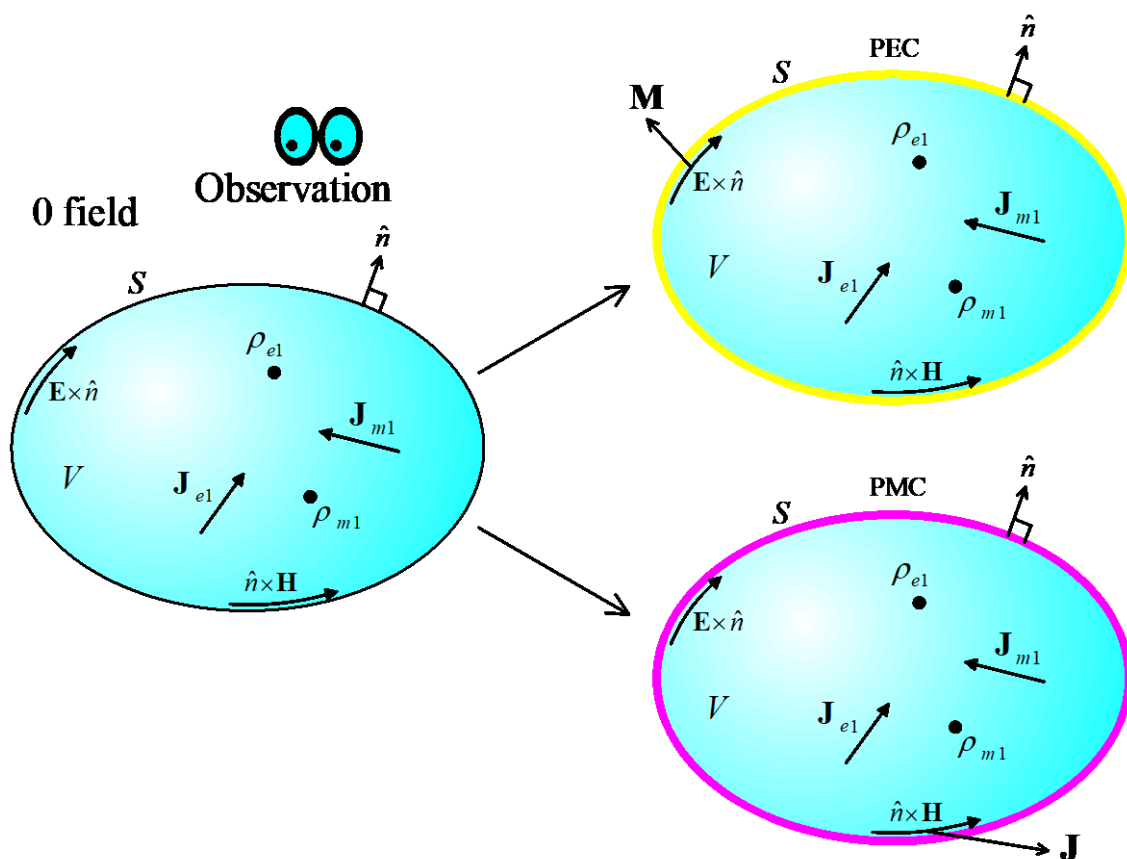 Observation
0 field
n̂
S
ρe1
E×n̂
Jm1
V
Je1
ρm1
n̂×H
PEC
n̂
S
M
ρe1
E×n̂
Jm1
V
Je1
ρm1
n̂×H
PMC
n̂
S
ρe1
E×n̂
Jm1
V
Je1
ρm1
n̂×H
J